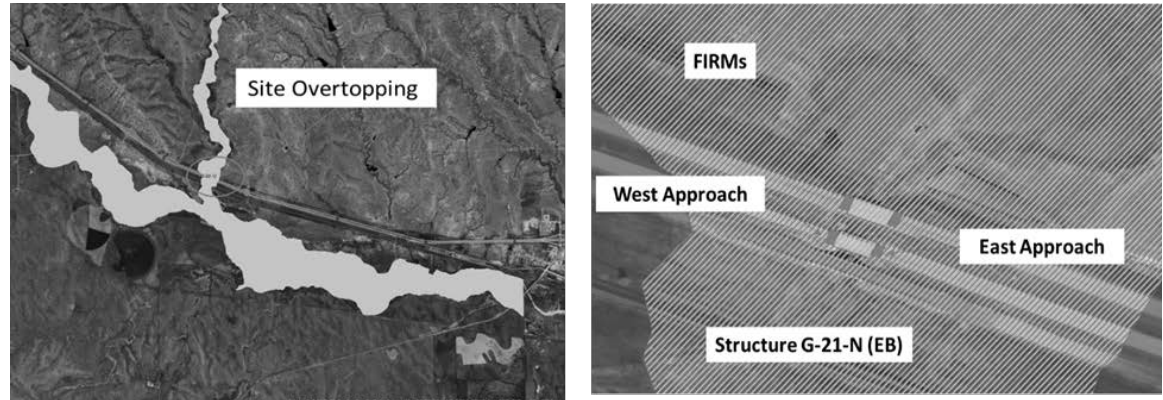 Site Overtopping
FIRMs
West Approach
East Approach
Structure G-21-N (EB)